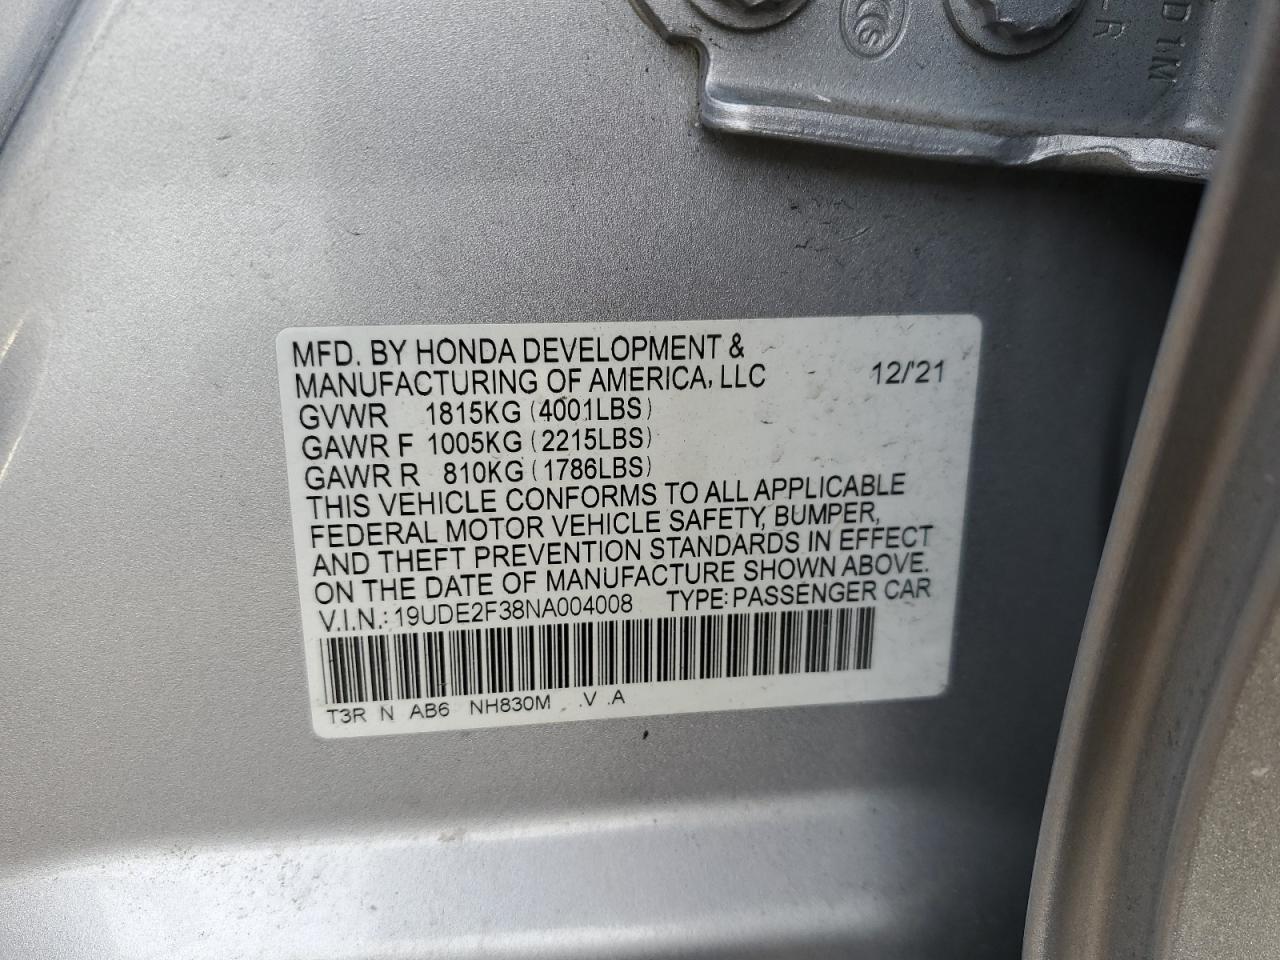 D1M
LR
MFD. BY HONDA DEVELOPMENT &
MANUFACTURING OF AMERICA, LLC 12/'21
GVWR 1815KG (4001LBS)
GAWR F 1005KG (2215LBS)
GAWR R 810KG (1786LBS)
THIS VEHICLE CONFORMS TO ALL APPLICABLE
FEDERAL MOTOR VEHICLE SAFETY, BUMPER,
AND THEFT PREVENTION STANDARDS IN EFFECT
ON THE DATE OF MANUFACTURE SHOWN ABOVE.
V.I.N.: 19UDE2F38NA004008 TYPE: PASSENGER CAR
T3R N AB6 NH830M .V .A